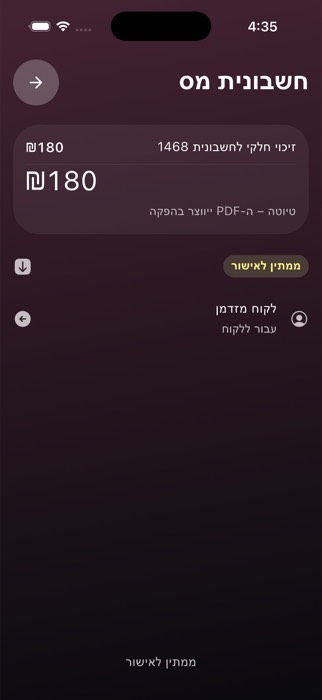 4:35
חשבונית מס
זיכוי חלקי לחשבונית 1468 ₪180
₪180
טיוטה – ה-PDF ייווצר בהפקה
ממתין לאישור
לקוח מזדמן
עבור ללקוח
ממתין לאישור